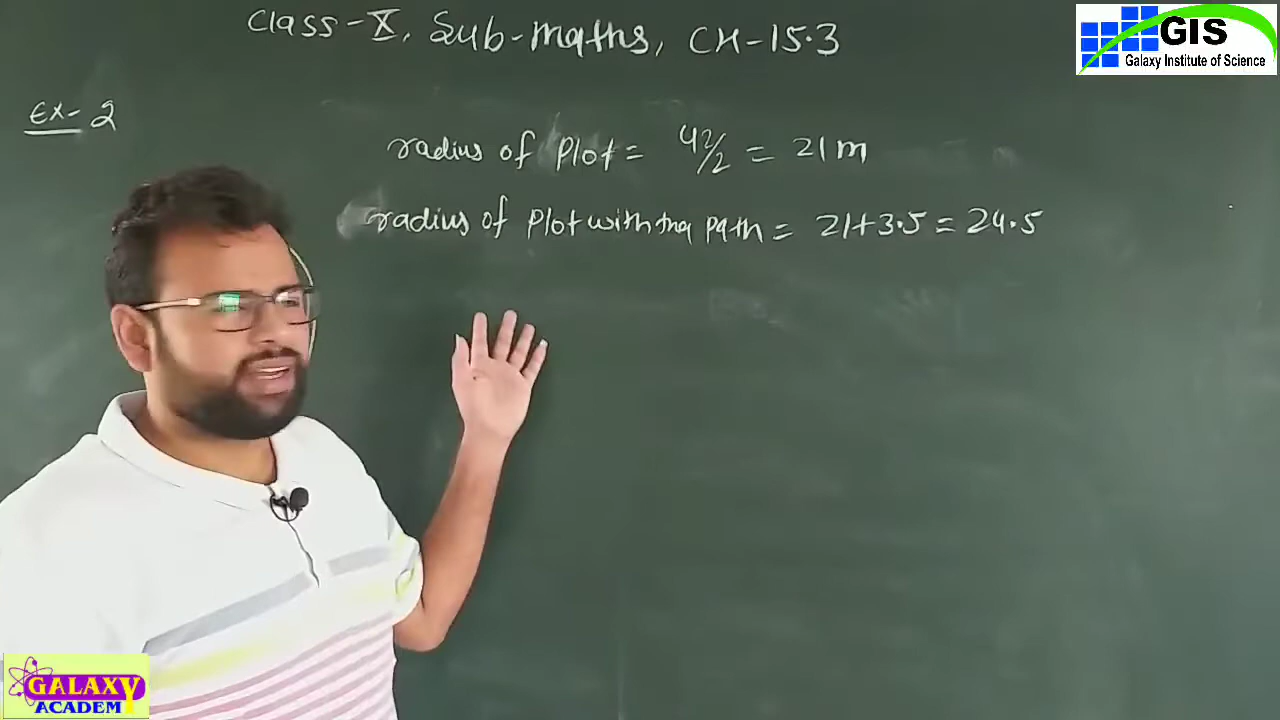 Class-X, Sub-maths, CH-15.3
GIS
Galaxy Institute of Science
Ex-2
radius of Plot = 42/2 = 21m
radius of Plot with the Path = 21+3.5 = 24.5
GALAXY
ACADEM